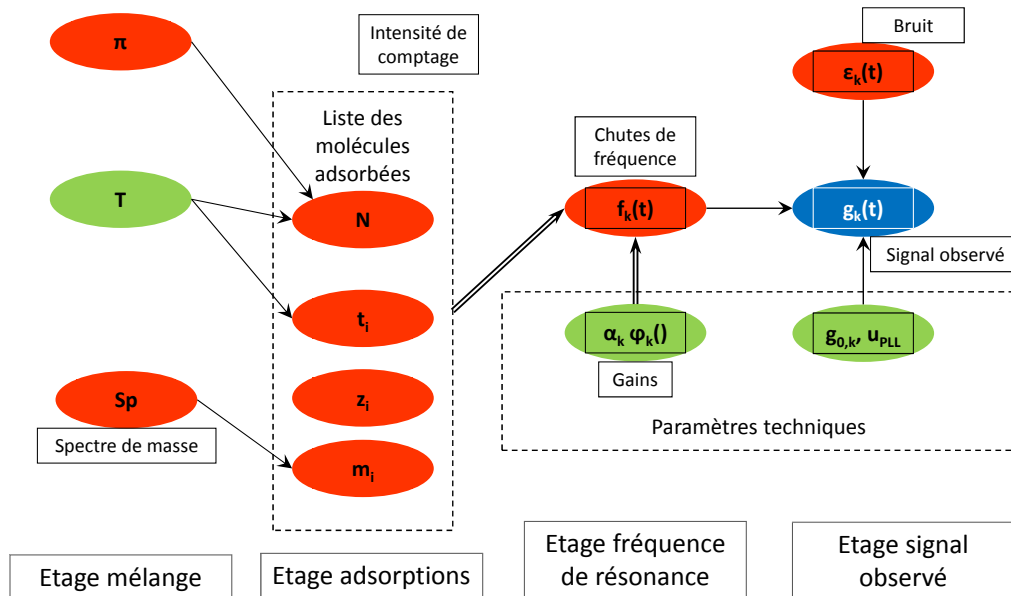 π
T
Sp
Spectre de masse
Etage mélange
Intensité de
comptage
Liste des
molécules
adsorbées
N
tᵢ
zᵢ
mᵢ
Etage adsorptions
Chutes de
fréquence
fₖ(t)
αₖ φₖ()
Gains
Etage fréquence
de résonance
Bruit
εₖ(t)
gₖ(t)
Signal observé
g₀,ₖ, u_PLL
Paramètres techniques
Etage signal
observé